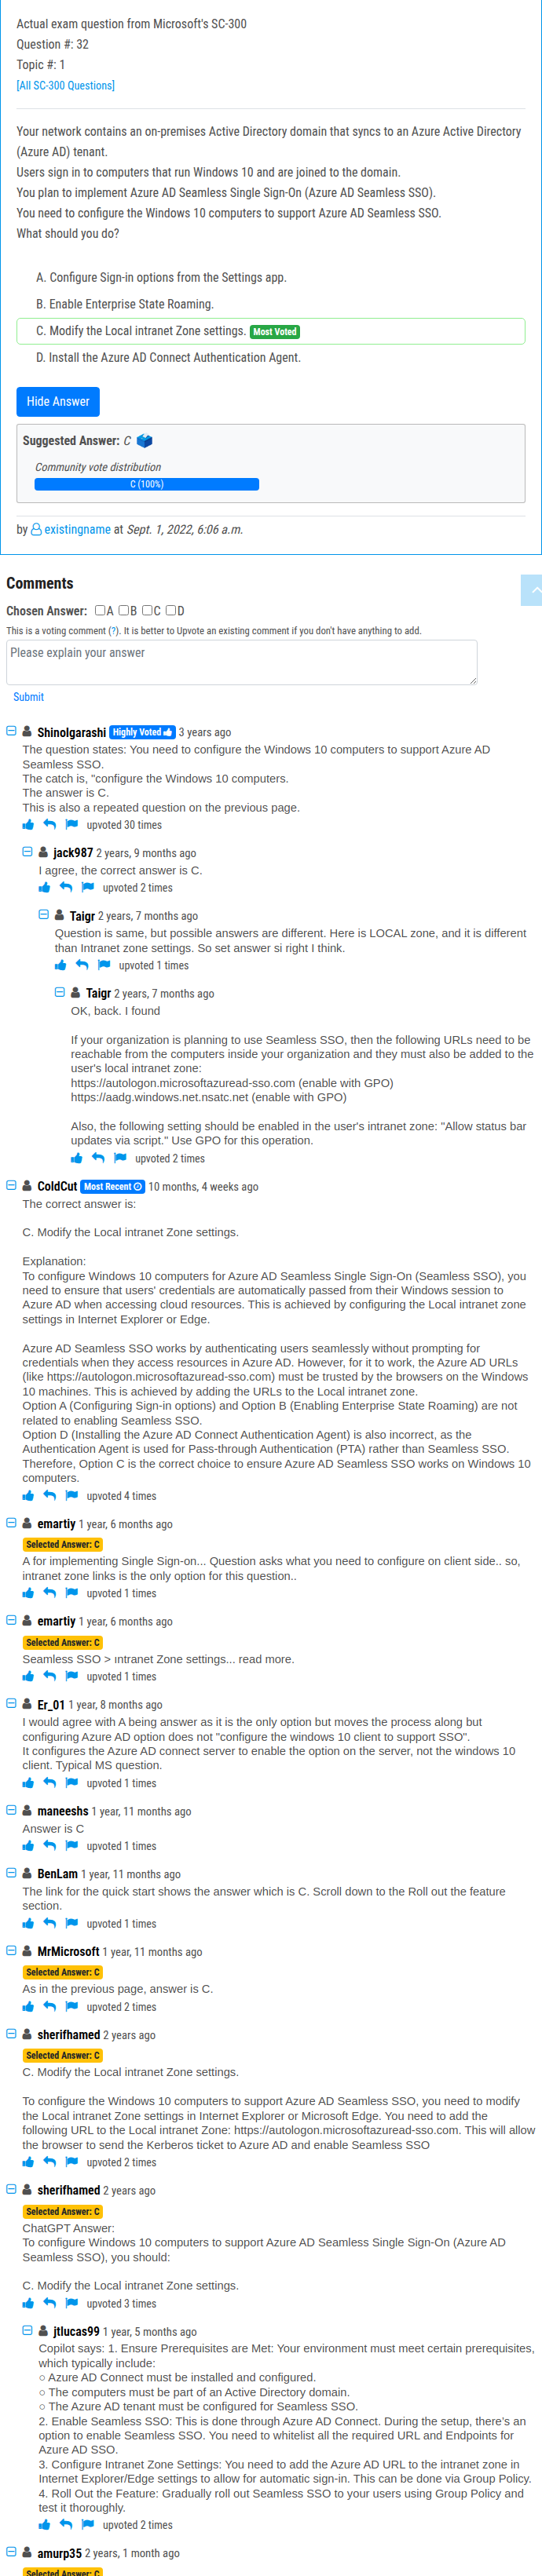 Actual exam question from Microsoft's SC-300
Question #: 32
Topic #: 1
[All SC-300 Questions]
Your network contains an on-premises Active Directory domain that syncs to an Azure Active Directory
(Azure AD) tenant.
Users sign in to computers that run Windows 10 and are joined to the domain.
You plan to implement Azure AD Seamless Single Sign-On (Azure AD Seamless SSO).
You need to configure the Windows 10 computers to support Azure AD Seamless SSO.
What should you do?
A. Configure Sign-in options from the Settings app.
B. Enable Enterprise State Roaming.
C. Modify the Local intranet Zone settings. Most Voted
D. Install the Azure AD Connect Authentication Agent.
Hide Answer
Suggested Answer: C
Community vote distribution
C (100%)
by existingname at Sept. 1, 2022, 6:06 a.m.
Comments
Chosen Answer: A B C D
This is a voting comment (?). It is better to Upvote an existing comment if you don't have anything to add.
Please explain your answer
Submit
Shinolgarashi Highly Voted 3 years ago
The question states: You need to configure the Windows 10 computers to support Azure AD
Seamless SSO.
The catch is, "configure the Windows 10 computers.
The answer is C.
This is also a repeated question on the previous page.
upvoted 30 times
jack987 2 years, 9 months ago
I agree, the correct answer is C.
upvoted 2 times
Taigr 2 years, 7 months ago
Question is same, but possible answers are different. Here is LOCAL zone, and it is different
than Intranet zone settings. So set answer si right I think.
upvoted 1 times
Taigr 2 years, 7 months ago
OK, back. I found
If your organization is planning to use Seamless SSO, then the following URLs need to be
reachable from the computers inside your organization and they must also be added to the
user's local intranet zone:
https://autologon.microsoftazuread-sso.com (enable with GPO)
https://aadg.windows.net.nsatc.net (enable with GPO)
Also, the following setting should be enabled in the user's intranet zone: "Allow status bar
updates via script." Use GPO for this operation.
upvoted 2 times
ColdCut Most Recent 10 months, 4 weeks ago
The correct answer is:
C. Modify the Local intranet Zone settings.
Explanation:
To configure Windows 10 computers for Azure AD Seamless Single Sign-On (Seamless SSO), you
need to ensure that users' credentials are automatically passed from their Windows session to
Azure AD when accessing cloud resources. This is achieved by configuring the Local intranet zone
settings in Internet Explorer or Edge.
Azure AD Seamless SSO works by authenticating users seamlessly without prompting for
credentials when they access resources in Azure AD. However, for it to work, the Azure AD URLs
(like https://autologon.microsoftazuread-sso.com) must be trusted by the browsers on the Windows
10 machines. This is achieved by adding the URLs to the Local intranet zone.
Option A (Configuring Sign-in options) and Option B (Enabling Enterprise State Roaming) are not
related to enabling Seamless SSO.
Option D (Installing the Azure AD Connect Authentication Agent) is also incorrect, as the
Authentication Agent is used for Pass-through Authentication (PTA) rather than Seamless SSO.
Therefore, Option C is the correct choice to ensure Azure AD Seamless SSO works on Windows 10
computers.
upvoted 4 times
emartiy 1 year, 6 months ago
Selected Answer: C
A for implementing Single Sign-on... Question asks what you need to configure on client side.. so,
intranet zone links is the only option for this question..
upvoted 1 times
emartiy 1 year, 6 months ago
Selected Answer: C
Seamless SSO > ıntranet Zone settings... read more.
upvoted 1 times
Er_01 1 year, 8 months ago
I would agree with A being answer as it is the only option but moves the process along but
configuring Azure AD option does not "configure the windows 10 client to support SSO".
It configures the Azure AD connect server to enable the option on the server, not the windows 10
client. Typical MS question.
upvoted 1 times
maneeshs 1 year, 11 months ago
Answer is C
upvoted 1 times
BenLam 1 year, 11 months ago
The link for the quick start shows the answer which is C. Scroll down to the Roll out the feature
section.
upvoted 1 times
MrMicrosoft 1 year, 11 months ago
Selected Answer: C
As in the previous page, answer is C.
upvoted 2 times
sherifhamed 2 years ago
Selected Answer: C
C. Modify the Local intranet Zone settings.
To configure the Windows 10 computers to support Azure AD Seamless SSO, you need to modify
the Local intranet Zone settings in Internet Explorer or Microsoft Edge. You need to add the
following URL to the Local intranet Zone: https://autologon.microsoftazuread-sso.com. This will allow
the browser to send the Kerberos ticket to Azure AD and enable Seamless SSO
upvoted 2 times
sherifhamed 2 years ago
Selected Answer: C
ChatGPT Answer:
To configure Windows 10 computers to support Azure AD Seamless Single Sign-On (Azure AD
Seamless SSO), you should:
C. Modify the Local intranet Zone settings.
upvoted 3 times
jtlucas99 1 year, 5 months ago
Copilot says: 1. Ensure Prerequisites are Met: Your environment must meet certain prerequisites,
which typically include:
○ Azure AD Connect must be installed and configured.
○ The computers must be part of an Active Directory domain.
○ The Azure AD tenant must be configured for Seamless SSO.
2. Enable Seamless SSO: This is done through Azure AD Connect. During the setup, there's an
option to enable Seamless SSO. You need to whitelist all the required URL and Endpoints for
Azure AD SSO.
3. Configure Intranet Zone Settings: You need to add the Azure AD URL to the intranet zone in
Internet Explorer/Edge settings to allow for automatic sign-in. This can be done via Group Policy.
4. Roll Out the Feature: Gradually roll out Seamless SSO to your users using Group Policy and
test it thoroughly.
upvoted 2 times
amurp35 2 years, 1 month ago
Selected Answer: C